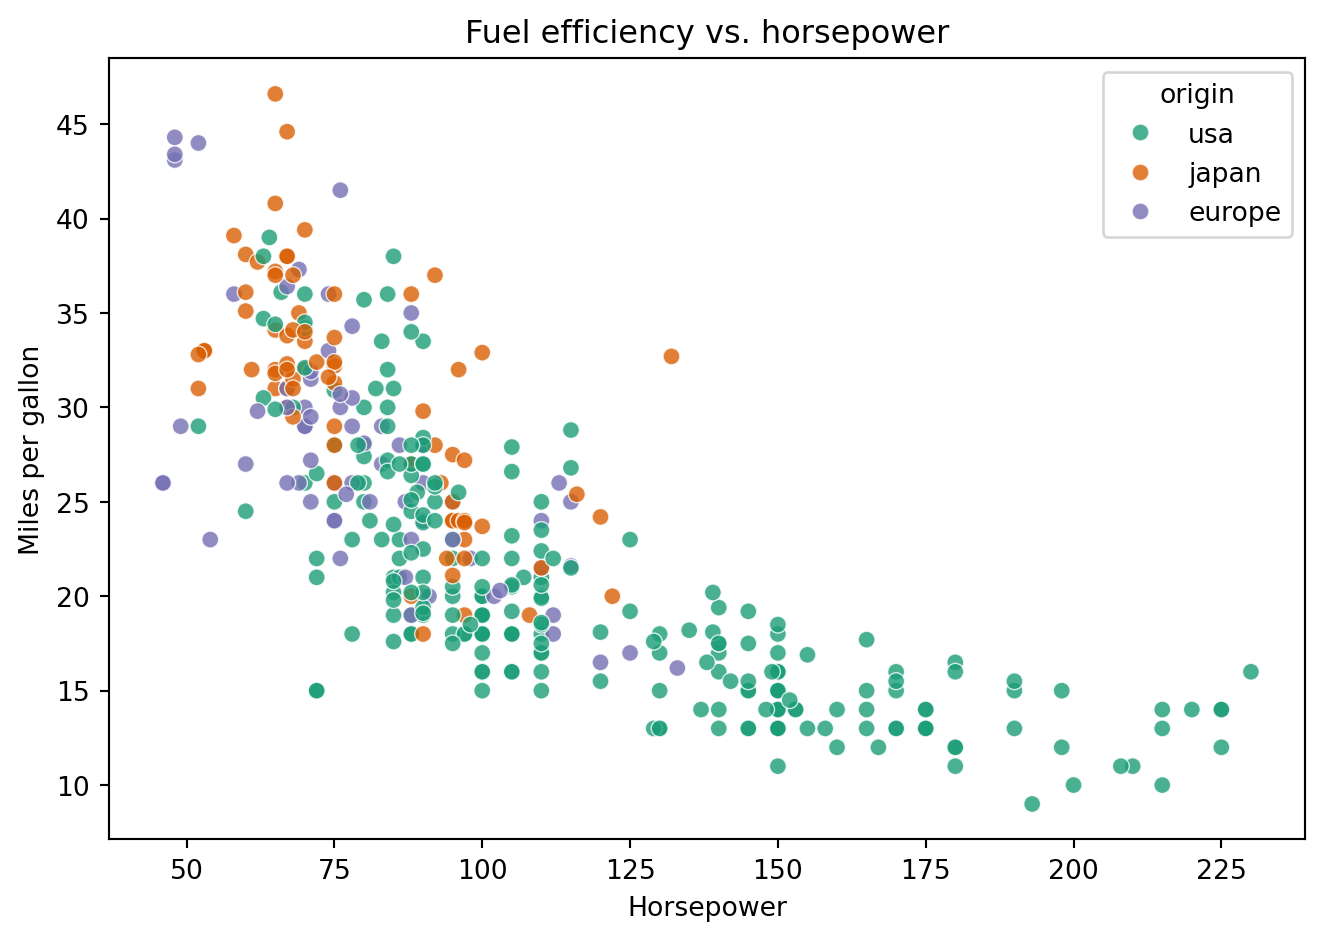 Fuel efficiency vs. horsepower
origin
usa
japan
europe
Miles per gallon
45
40
35
30
25
20
15
10
50 75 100 125 150 175 200 225
Horsepower